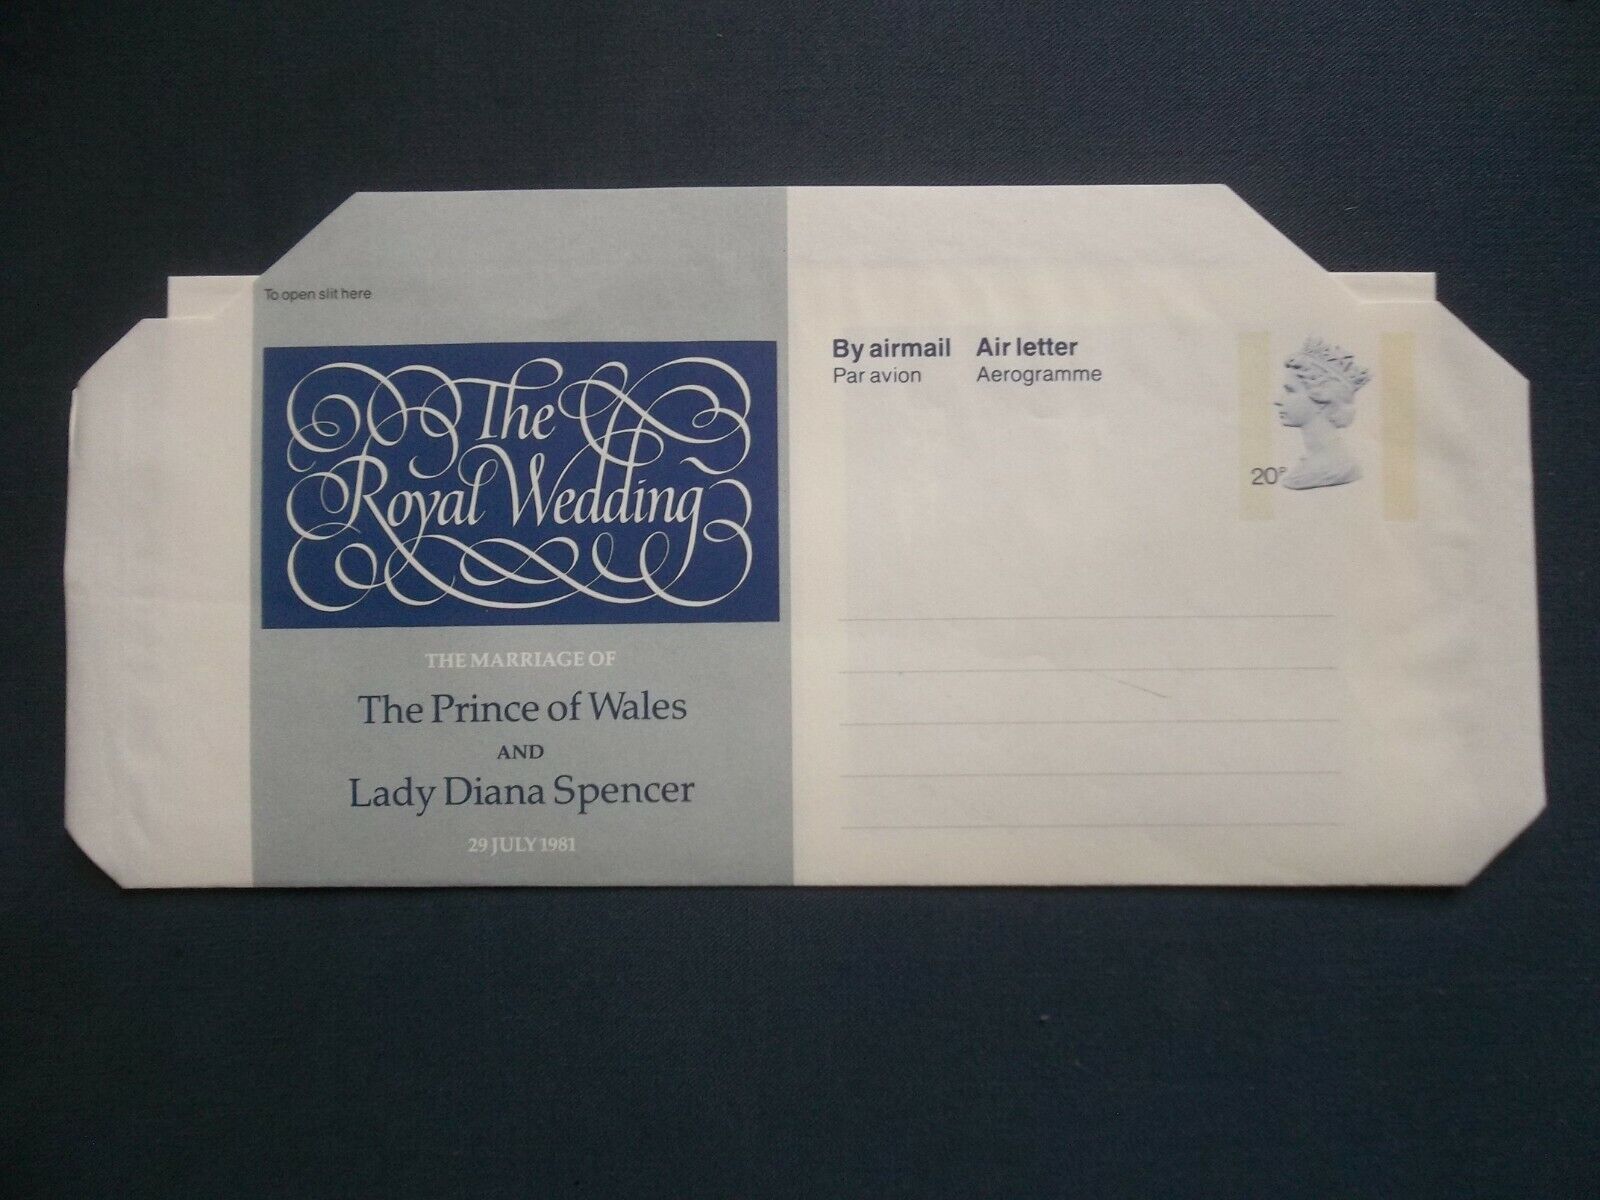 To open slit here
The
Royal Wedding
THE MARRIAGE OF
The Prince of Wales
AND
Lady Diana Spencer
29 JULY 1981
By airmail Air letter
Par avion Aerogramme
20P